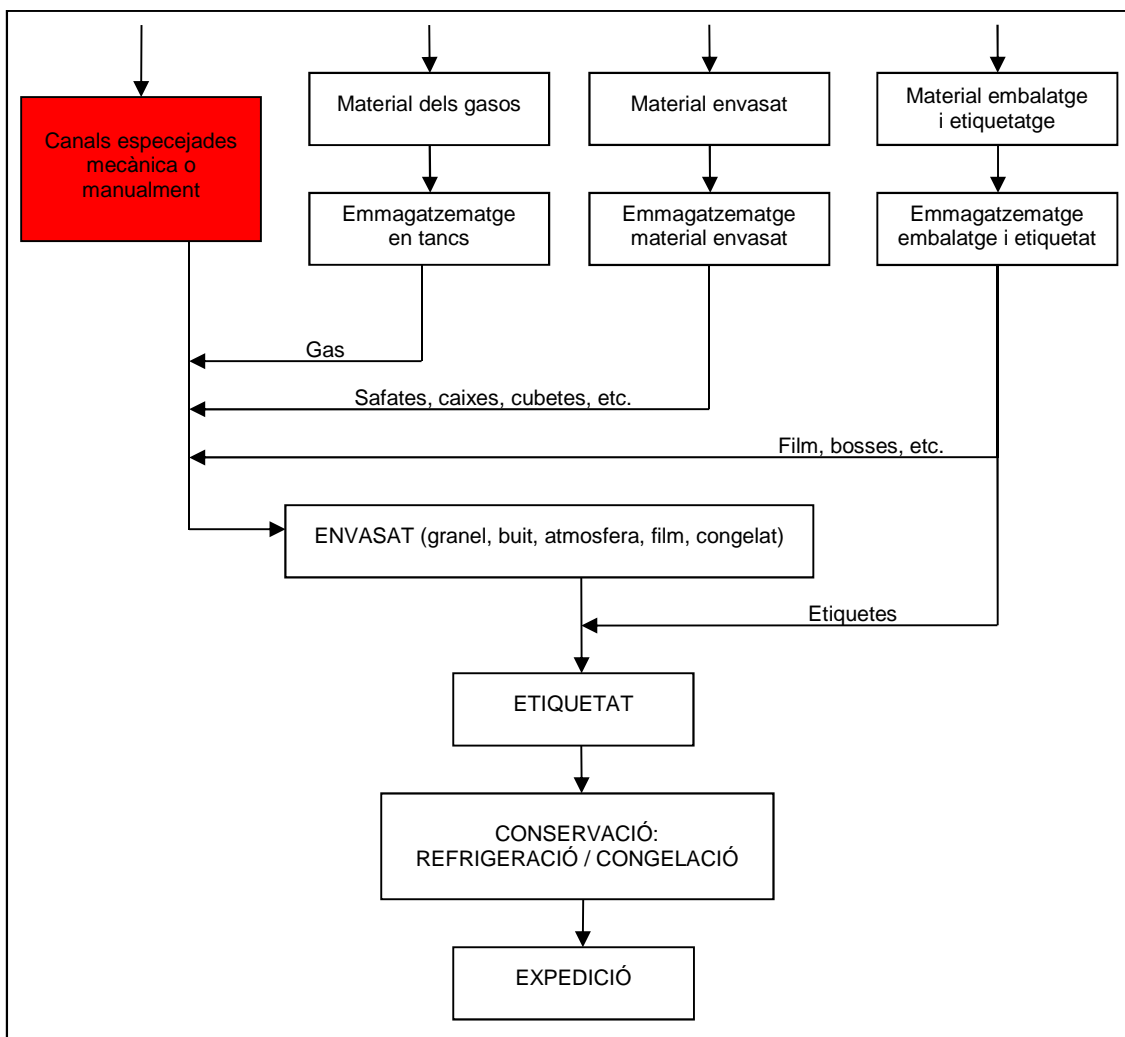 Canals especejades
mecànica o
manualment
Material dels gasos
Material envasat
Material embalatge
i etiquetatge
Emmagatzematge
en tancs
Emmagatzematge
material envasat
Emmagatzematge
embalatge i etiquetat
Gas
Safates, caixes, cubetes, etc.
Film, bosses, etc.
ENVASAT (granel, buit, atmosfera, film, congelat)
Etiquetes
ETIQUETAT
CONSERVACIÓ:
REFRIGERACIÓ / CONGELACIÓ
EXPEDICIÓ